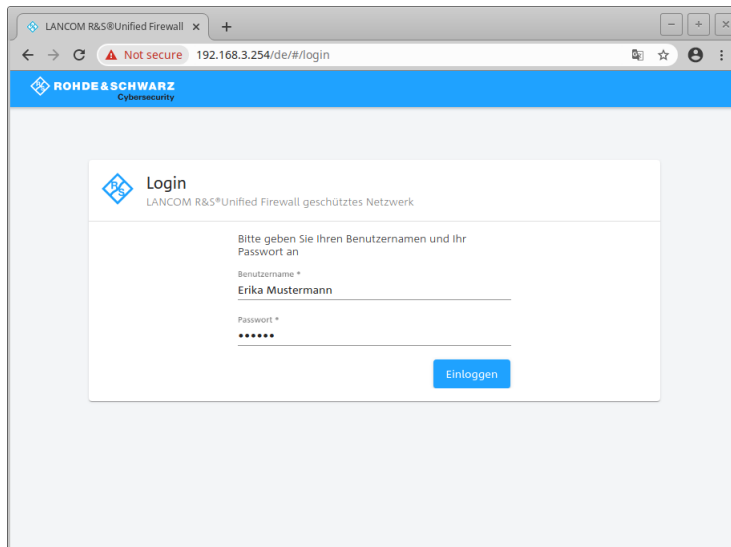 LANCOM R&S®Unified Firewall
Not secure 192.168.3.254/de/#/login
ROHDE&SCHWARZ
Cybersecurity
R S
Login
LANCOM R&S®Unified Firewall geschütztes Netzwerk
Bitte geben Sie Ihren Benutzernamen und Ihr
Passwort an
Benutzername *
Erika Mustermann
Passwort *
••••••
Einloggen